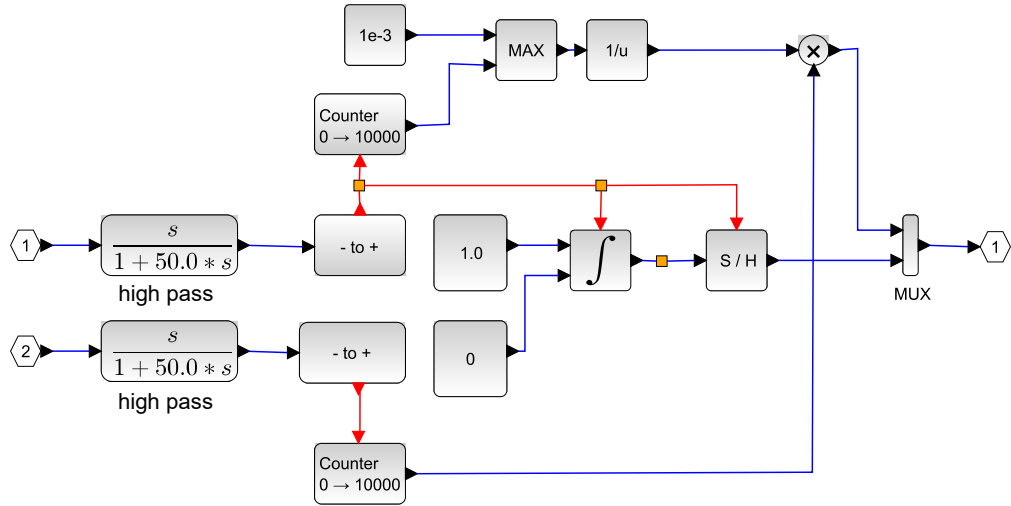 1e-3
MAX
1/u
×
Counter
0 → 10000
1
s
1 + 50.0 * s
high pass
- to +
1.0
∫
S / H
MUX
1
2
s
1 + 50.0 * s
high pass
- to +
0
Counter
0 → 10000